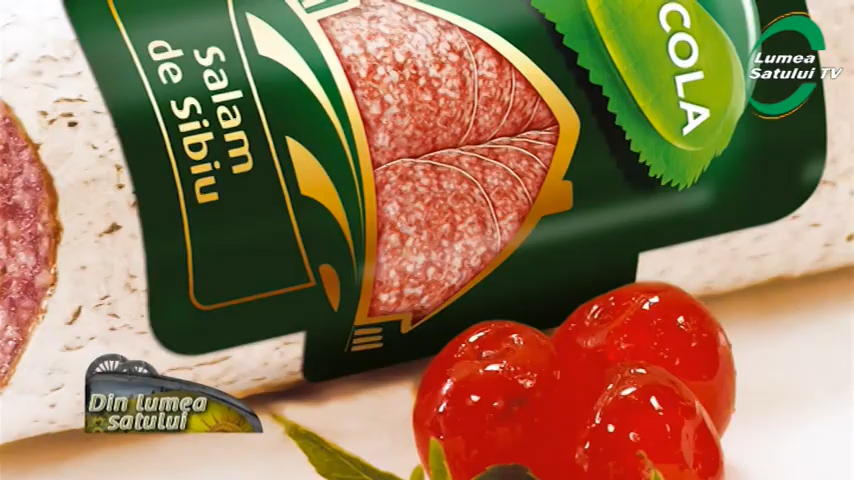 Salam
de Sibiu
COLA
Lumea
Satului TV
Din lumea
satului